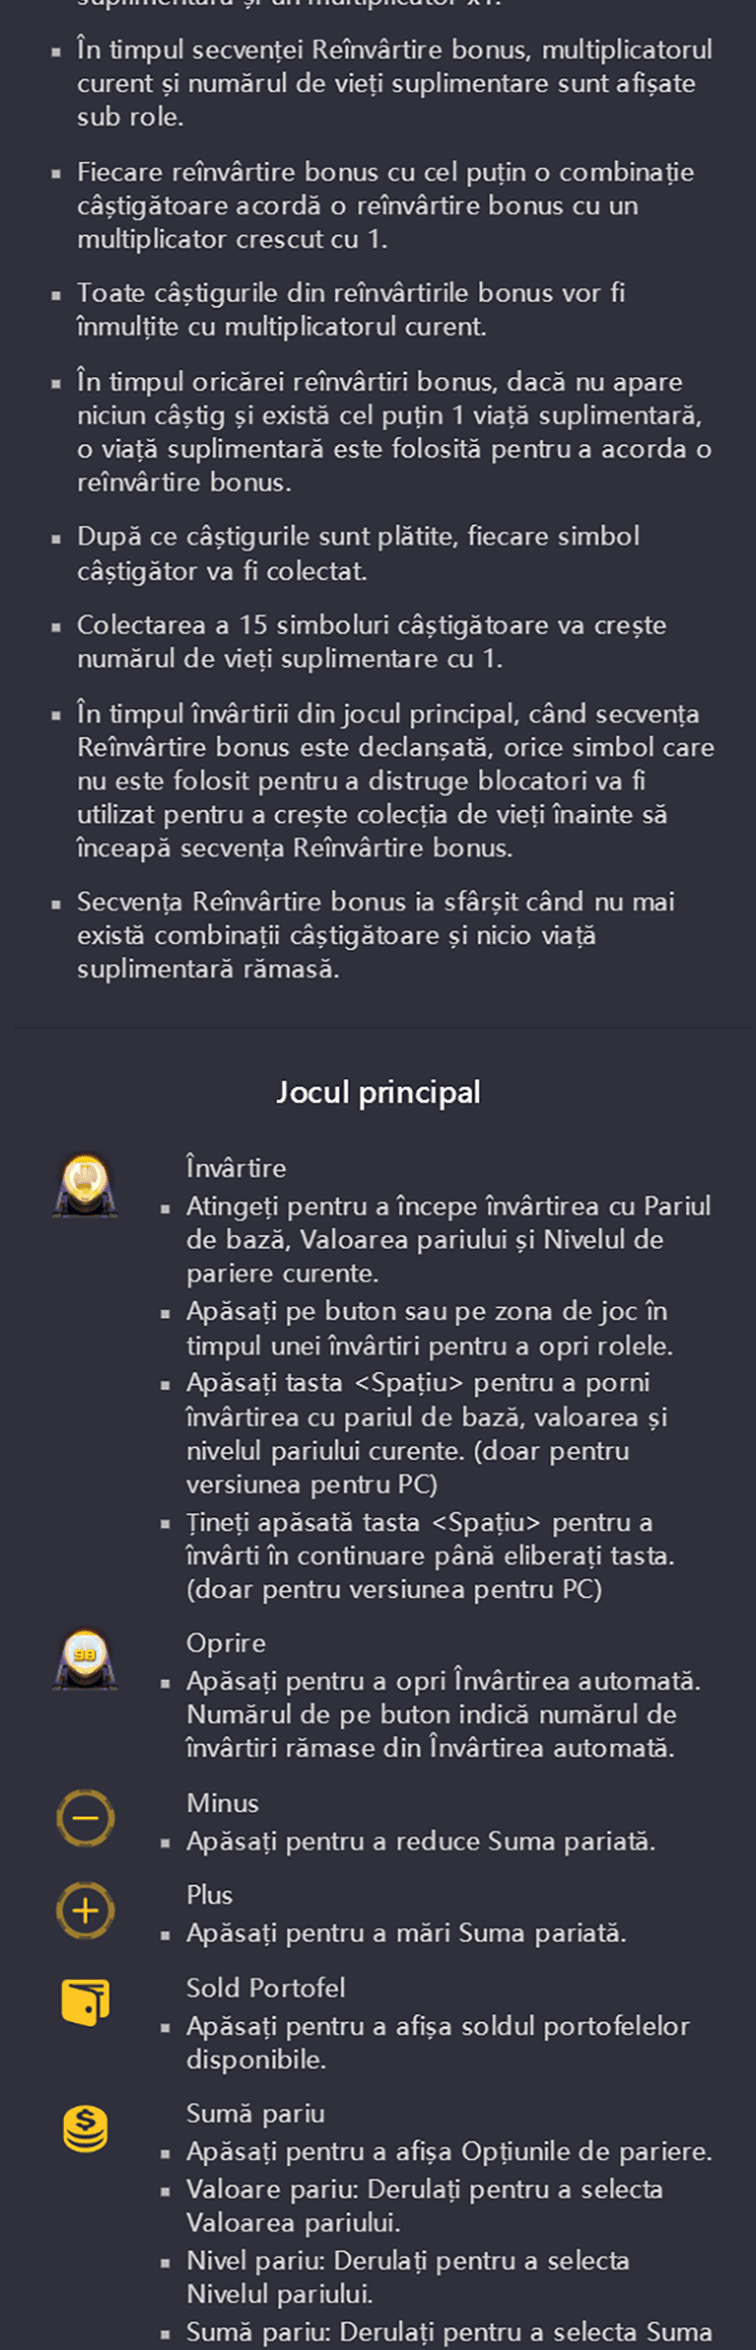 suplimentară și un multiplicator x1.
În timpul secvenței Reînvârtire bonus, multiplicatorul
curent și numărul de vieți suplimentare sunt afișate
sub role.
Fiecare reînvârtire bonus cu cel puțin o combinație
câștigătoare acordă o reînvârtire bonus cu un
multiplicator crescut cu 1.
Toate câștigurile din reînvârtirile bonus vor fi
înmulțite cu multiplicatorul curent.
În timpul oricărei reînvârtiri bonus, dacă nu apare
niciun câștig și există cel puțin 1 viață suplimentară,
o viață suplimentară este folosită pentru a acorda o
reînvârtire bonus.
După ce câștigurile sunt plătite, fiecare simbol
câștigător va fi colectat.
Colectarea a 15 simboluri câștigătoare va crește
numărul de vieți suplimentare cu 1.
În timpul învârtirii din jocul principal, când secvența
Reînvârtire bonus este declanșată, orice simbol care
nu este folosit pentru a distruge blocatori va fi
utilizat pentru a crește colecția de vieți înainte să
înceapă secvența Reînvârtire bonus.
Secvența Reînvârtire bonus ia sfârșit când nu mai
există combinații câștigătoare și nicio viață
suplimentară rămasă.
Jocul principal
Învârtire
Atingeți pentru a începe învârtirea cu Pariul
de bază, Valoarea pariului și Nivelul de
pariere curente.
Apăsați pe buton sau pe zona de joc în
timpul unei învârtiri pentru a opri rolele.
Apăsați tasta <Spațiu> pentru a porni
învârtirea cu pariul de bază, valoarea și
nivelul pariului curente. (doar pentru
versiunea pentru PC)
Țineți apăsată tasta <Spațiu> pentru a
învârti în continuare până eliberați tasta.
(doar pentru versiunea pentru PC)
98
Oprire
Apăsați pentru a opri Învârtirea automată.
Numărul de pe buton indică numărul de
învârtiri rămase din Învârtirea automată.
Minus
Apăsați pentru a reduce Suma pariată.
Plus
Apăsați pentru a mări Suma pariată.
Sold Portofel
Apăsați pentru a afișa soldul portofelelor
disponibile.
Sumă pariu
Apăsați pentru a afișa Opțiunile de pariere.
Valoare pariu: Derulați pentru a selecta
Valoarea pariului.
Nivel pariu: Derulați pentru a selecta
Nivelul pariului.
Sumă pariu: Derulați pentru a selecta Suma